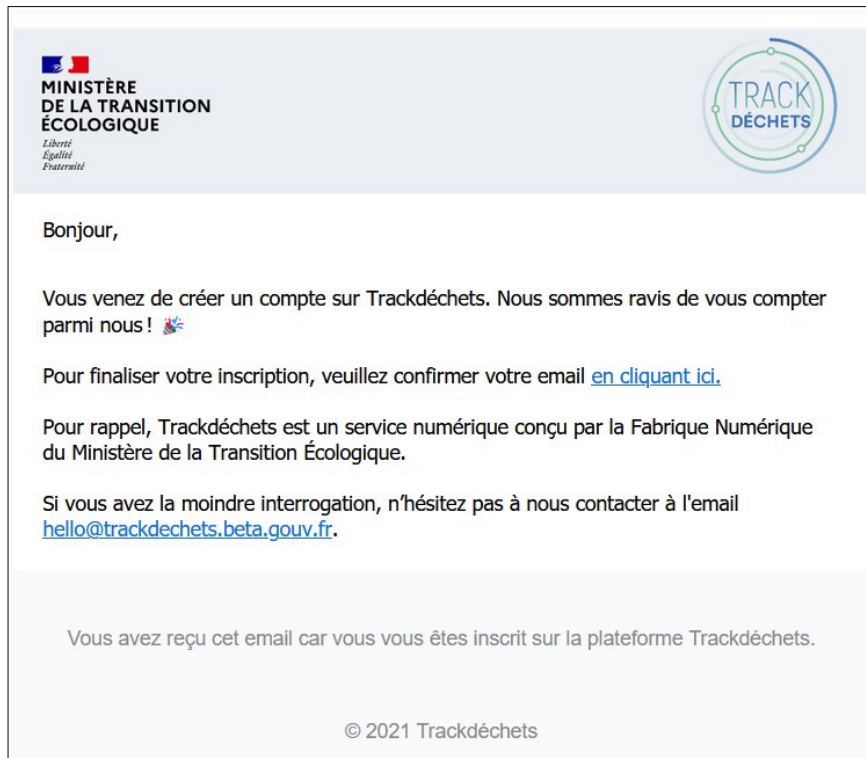 MINISTÈRE
DE LA TRANSITION
ÉCOLOGIQUE
Liberté
Égalité
Fraternité
TRACK
DÉCHETS
Bonjour,
Vous venez de créer un compte sur Trackdéchets. Nous sommes ravis de vous compter
parmi nous ! 🎉
Pour finaliser votre inscription, veuillez confirmer votre email en cliquant ici.
Pour rappel, Trackdéchets est un service numérique conçu par la Fabrique Numérique
du Ministère de la Transition Écologique.
Si vous avez la moindre interrogation, n’hésitez pas à nous contacter à l'email
hello@trackdechets.beta.gouv.fr.
Vous avez reçu cet email car vous vous êtes inscrit sur la plateforme Trackdéchets.
© 2021 Trackdéchets